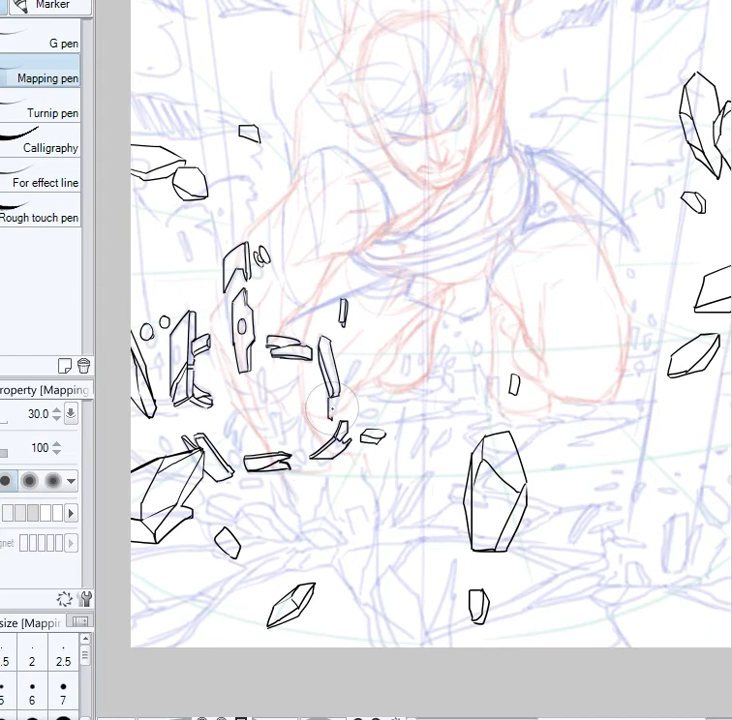 Marker
G pen
Mapping pen
Turnip pen
Calligraphy
For effect line
Rough touch pen
roperty [Mapping
30.0
100
gnet
size [Mappin
.5 2 2.5
5 6 7